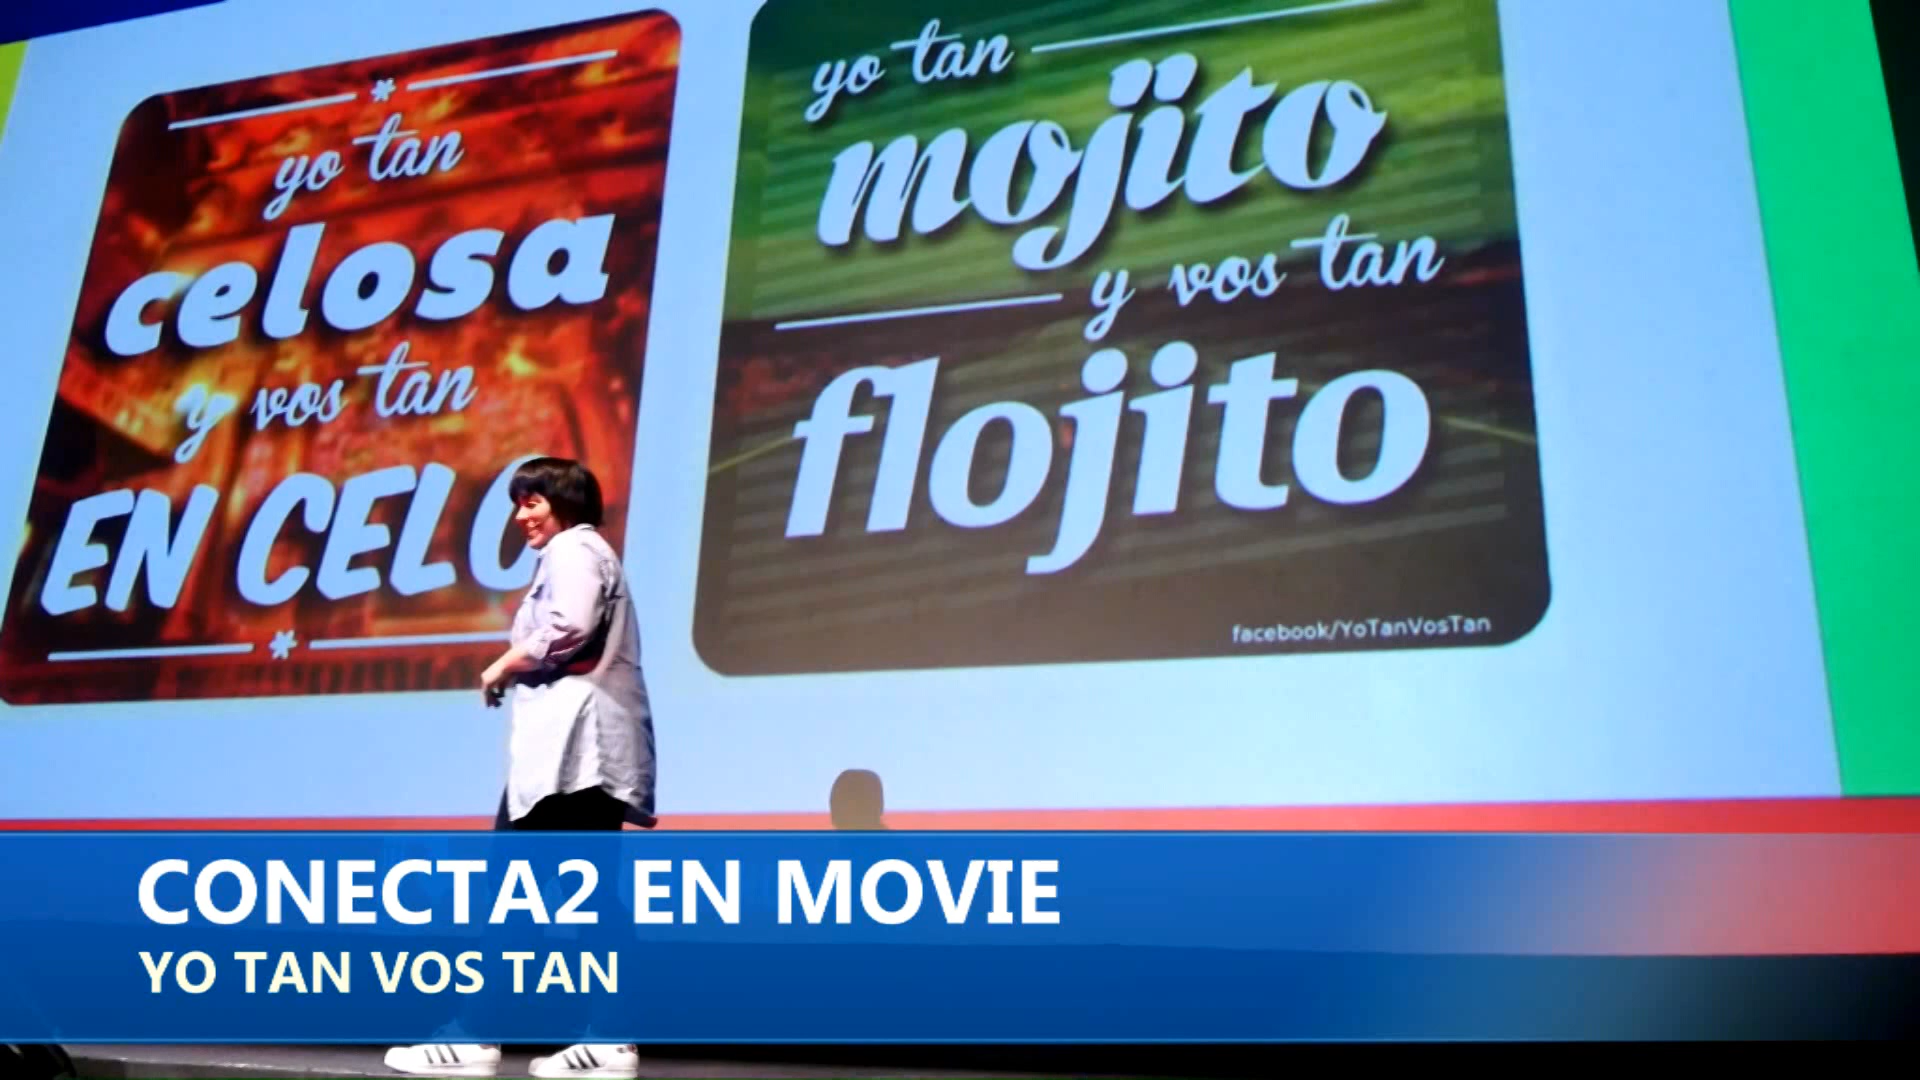 yo tan
celosa
y vos tan
EN CELO
yo tan
mojito
y vos tan
flojito
facebook/YoTanVosTan
CONECTA2 EN MOVIE
YO TAN VOS TAN